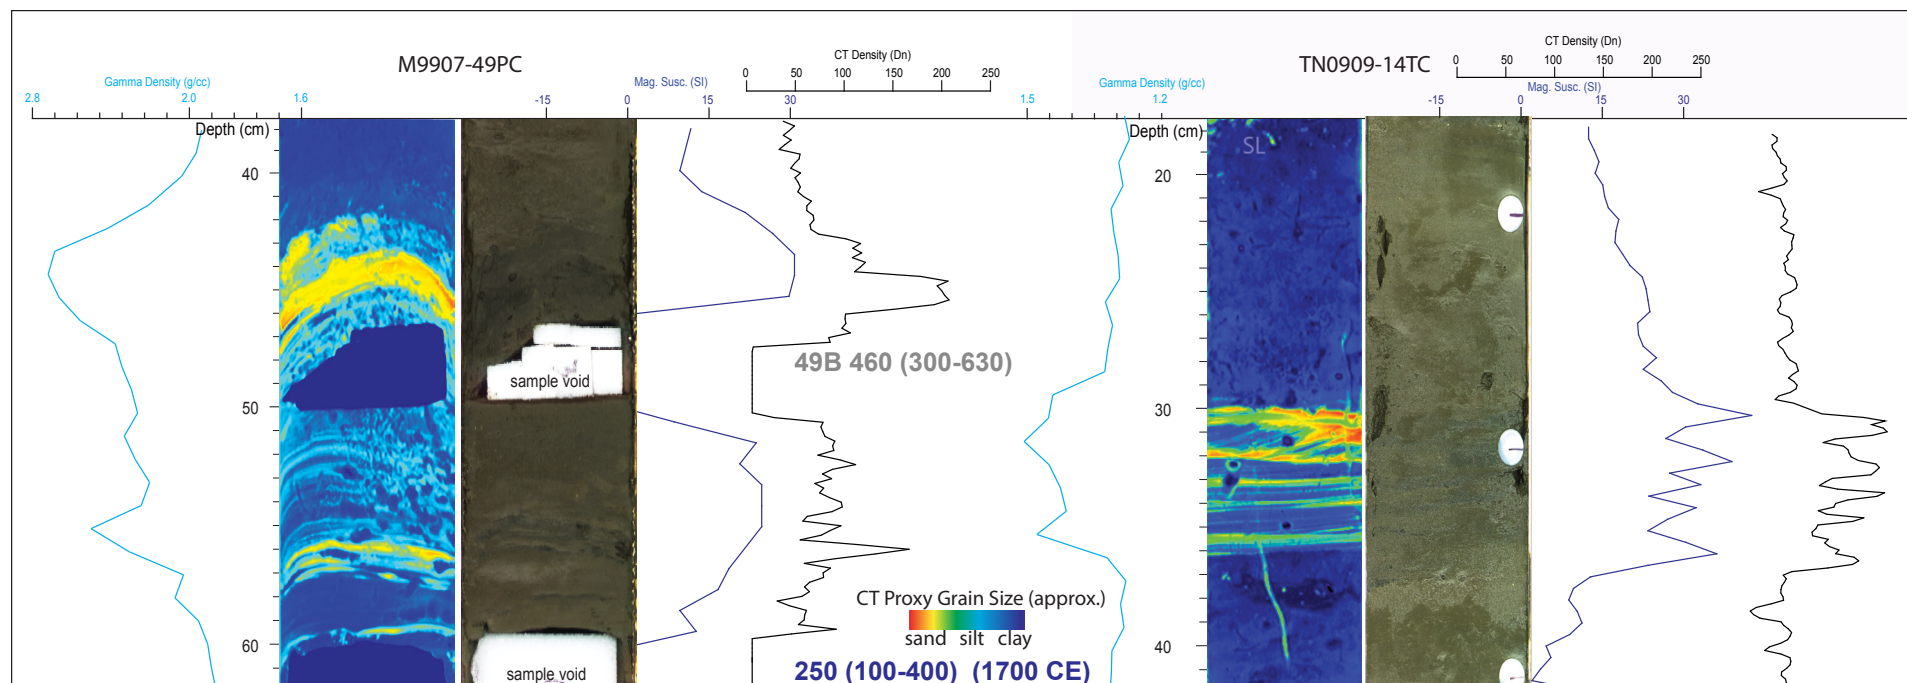 M9907-49PC
CT Density (Dn)
0 50 100 150 200 250
Gamma Density (g/cc)
2.8 2.0 1.6
Mag. Susc. (SI)
-15 0 15 30
Depth (cm)
40
50
60
sample void
sample void
49B 460 (300-630)
CT Proxy Grain Size (approx.)
sand silt clay
250 (100-400) (1700 CE)
TN0909-14TC
CT Density (Dn)
0 50 100 150 200 250
Gamma Density (g/cc)
1.5 1.2
Mag. Susc. (SI)
-15 0 15 30
Depth (cm)
SL
20
30
40